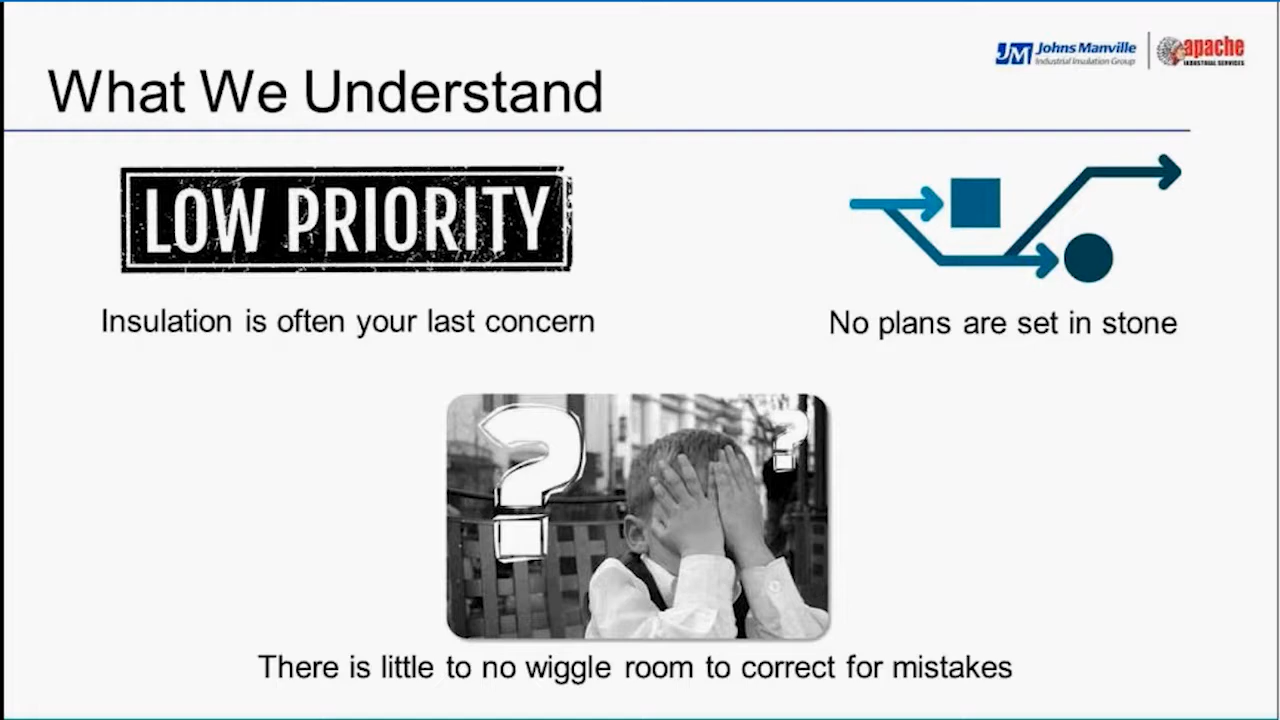 JM Johns Manville
Industrial Insulation Group
apache
INDUSTRIAL SERVICES
What We Understand
LOW PRIORITY
Insulation is often your last concern
No plans are set in stone
?
?
There is little to no wiggle room to correct for mistakes